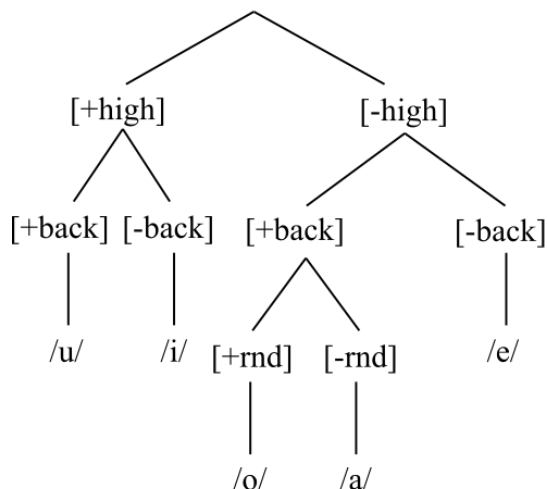 [+high] [-high]
[+back] [-back] [+back] [-back]
/u/ /i/ [+rnd] [-rnd] /e/
/o/ /a/